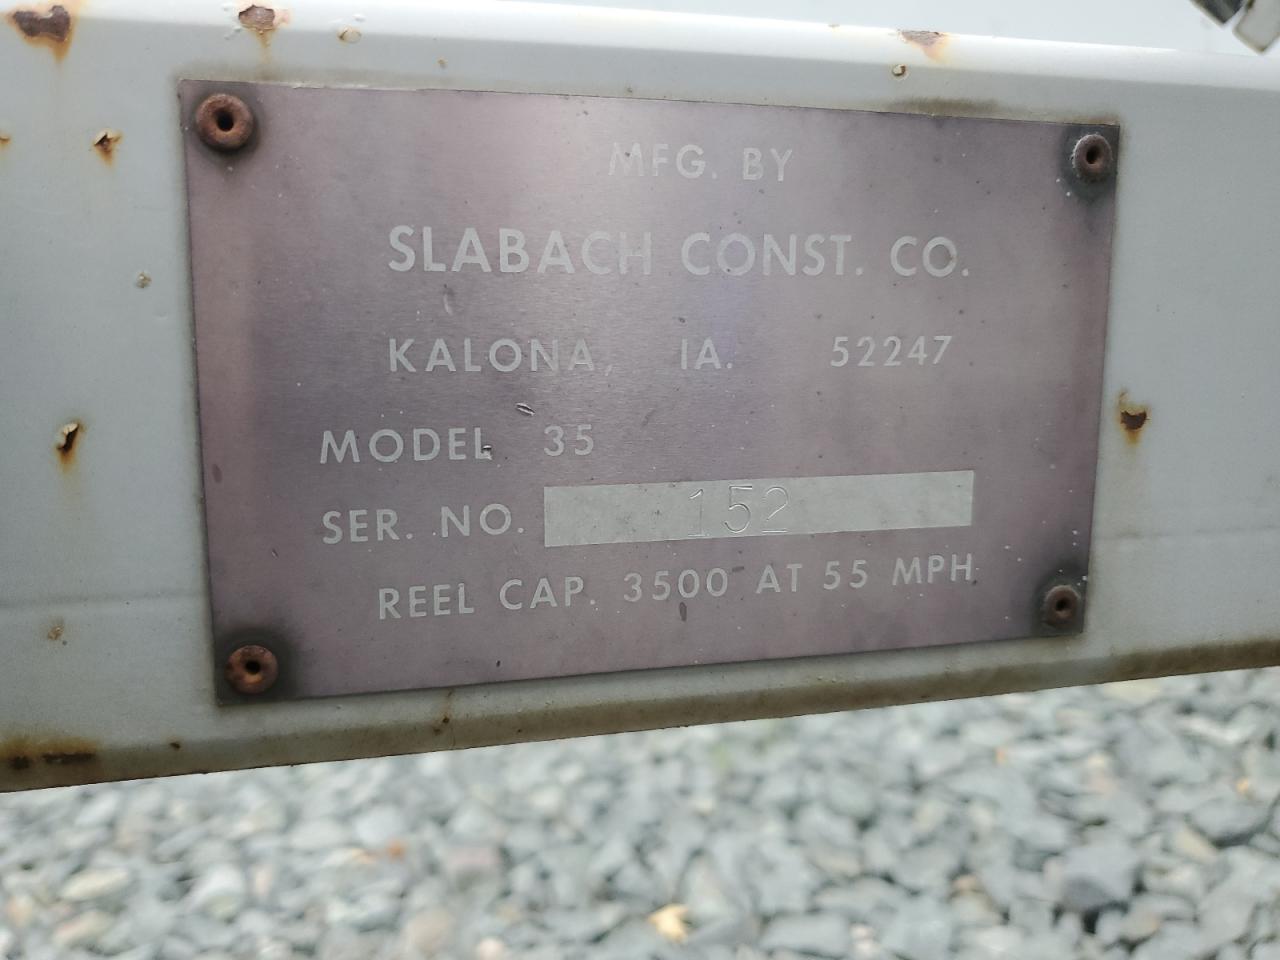 MFG. BY
SLABACH CONST. CO.
KALONA, IA. 52247
MODEL 35
SER. NO. 152
REEL CAP. 3500 AT 55 MPH